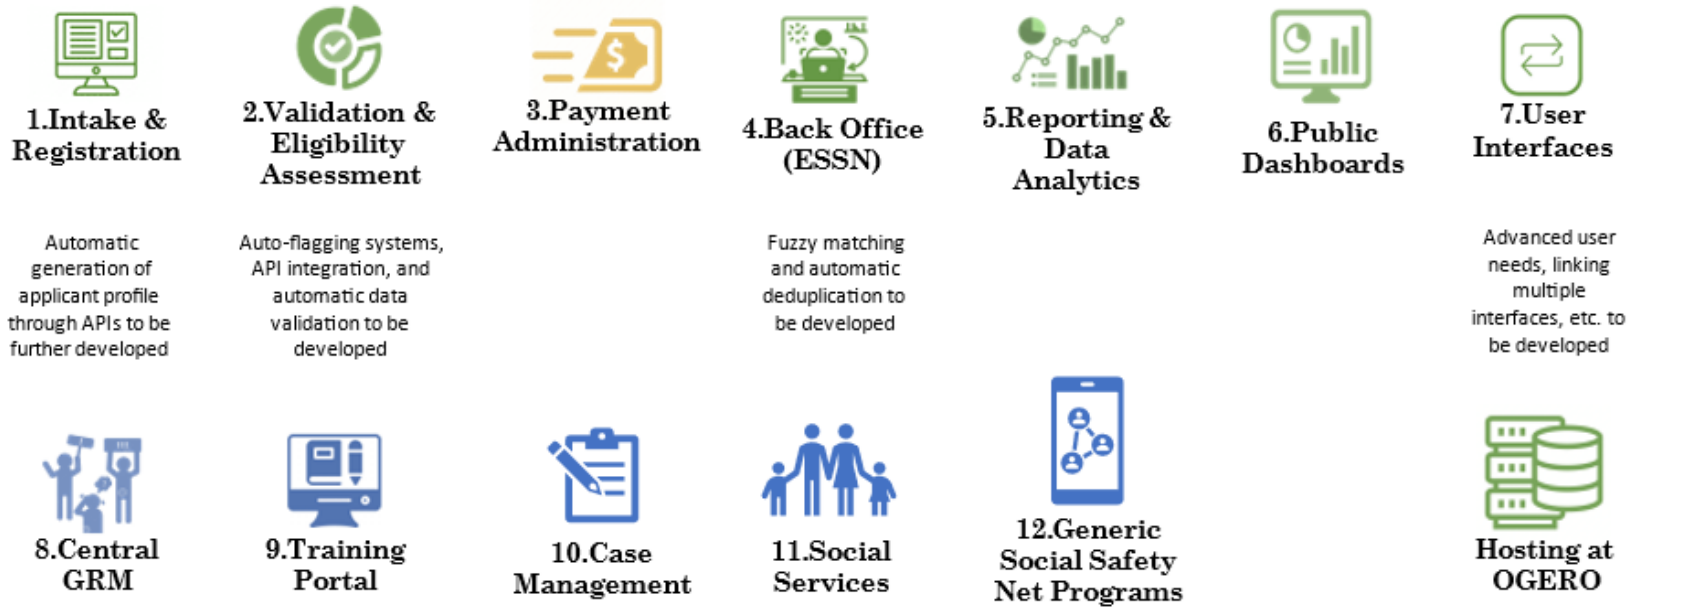 1.Intake &
Registration
2.Validation &
Eligibility
Assessment
3.Payment
Administration
4.Back Office
(ESSN)
5.Reporting &
Data
Analytics
6.Public
Dashboards
7.User
Interfaces
Automatic
generation of
applicant profile
through APIs to be
further developed
Auto-flagging systems,
API integration, and
automatic data
validation to be
developed
Fuzzy matching
and automatic
deduplication to
be developed
Advanced user
needs, linking
multiple
interfaces, etc. to
be developed
8.Central
GRM
9.Training
Portal
10.Case
Management
11.Social
Services
12.Generic
Social Safety
Net Programs
Hosting at
OGERO